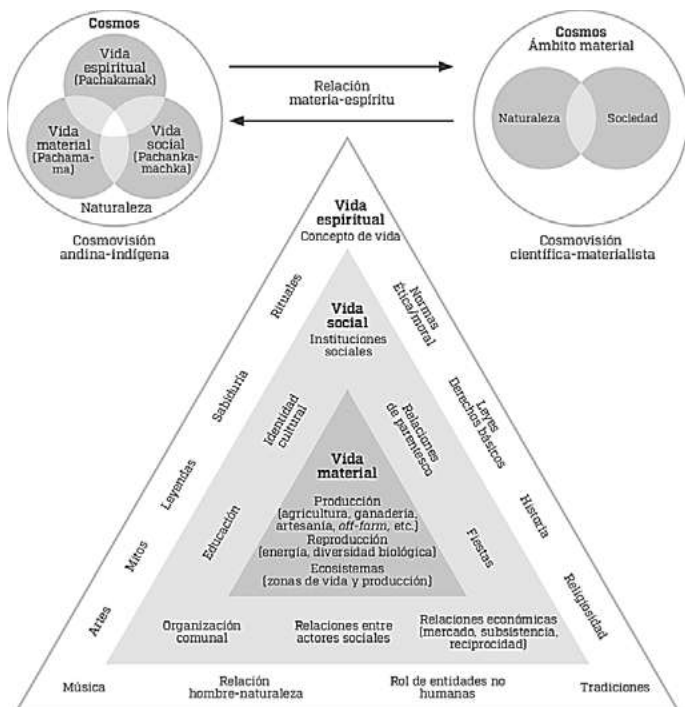 Cosmos
Vida
espiritual
(Pachakamak)
Vida
material
(Pachama-
ma)
Vida
social
(Pachanka-
machka)
Naturaleza
Cosmovisión
andina-indígena
Relación
materia-espíritu
Cosmos
Ámbito material
Naturaleza
Sociedad
Cosmovisión
científica-materialista
Vida
espiritual
Concepto de vida
Rituales
Sabiduría
Leyendas
Mitos
Artes
Música
Normas
Ética/moral
Leyes
Derechos básicos
Historia
Religiosidad
Tradiciones
Relación
hombre-naturaleza
Rol de entidades no
humanas
Vida
social
Instituciones
sociales
Identidad
cultural
Educación
Relaciones
de parentesco
Fiestas
Organización
comunal
Relaciones entre
actores sociales
Relaciones económicas
(mercado, subsistencia,
reciprocidad)
Vida
material
Producción
(agricultura, ganadería,
artesanía, off-farm, etc.)
Reproducción
(energía, diversidad biológica)
Ecosistemas
(zonas de vida y producción)